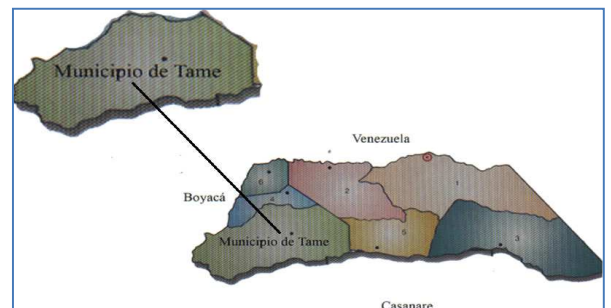 Municipio de Tame
Venezuela
6
2
1
Boyacá
4
Municipio de Tame
5
3
Casanare